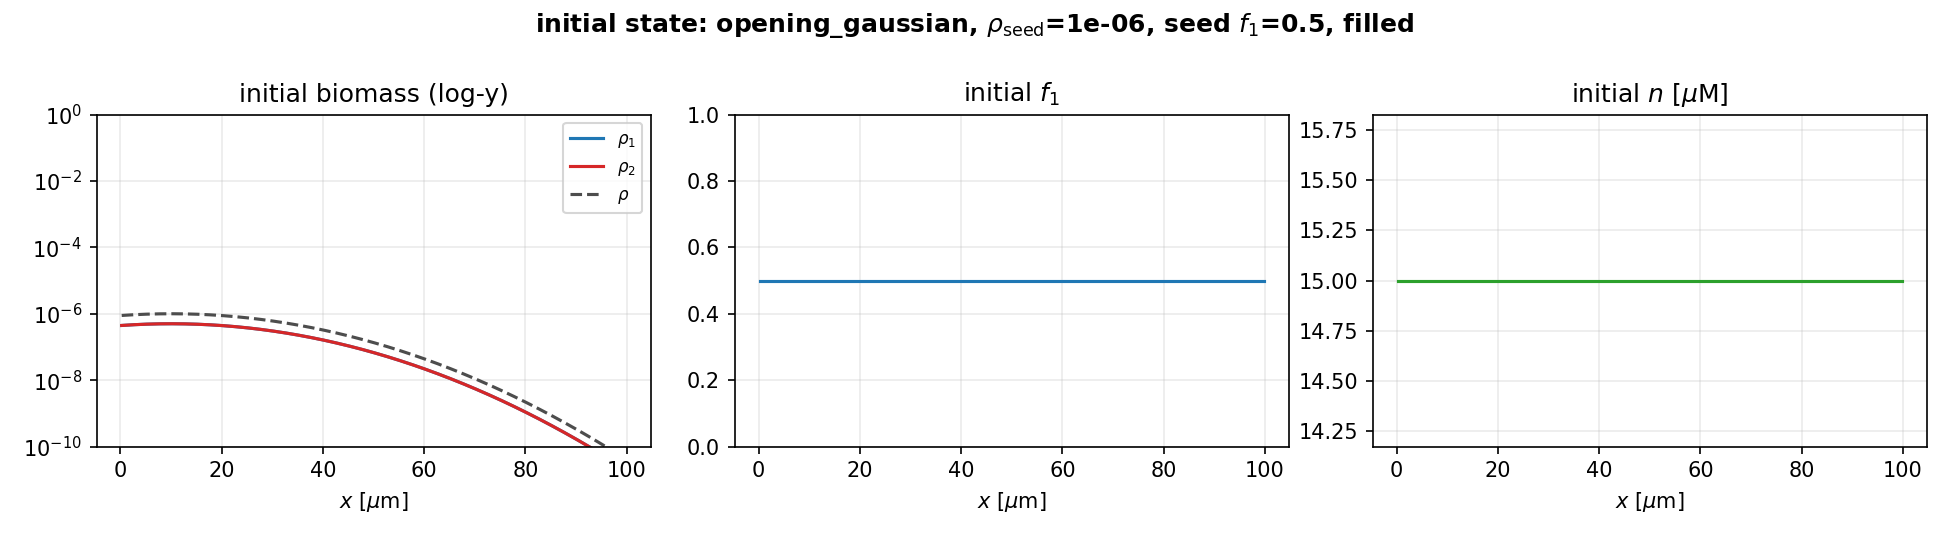 initial state: opening_gaussian, ρseed=1e-06, seed f₁=0.5, filled
initial biomass (log-y)
10⁰
10⁻²
10⁻⁴
10⁻⁶
10⁻⁸
10⁻¹⁰
ρ₁
ρ₂
ρ
0 20 40 60 80 100
x [μm]
initial f₁
1.0
0.8
0.6
0.4
0.2
0.0
0 20 40 60 80 100
x [μm]
initial n [μM]
15.75
15.50
15.25
15.00
14.75
14.50
14.25
0 20 40 60 80 100
x [μm]